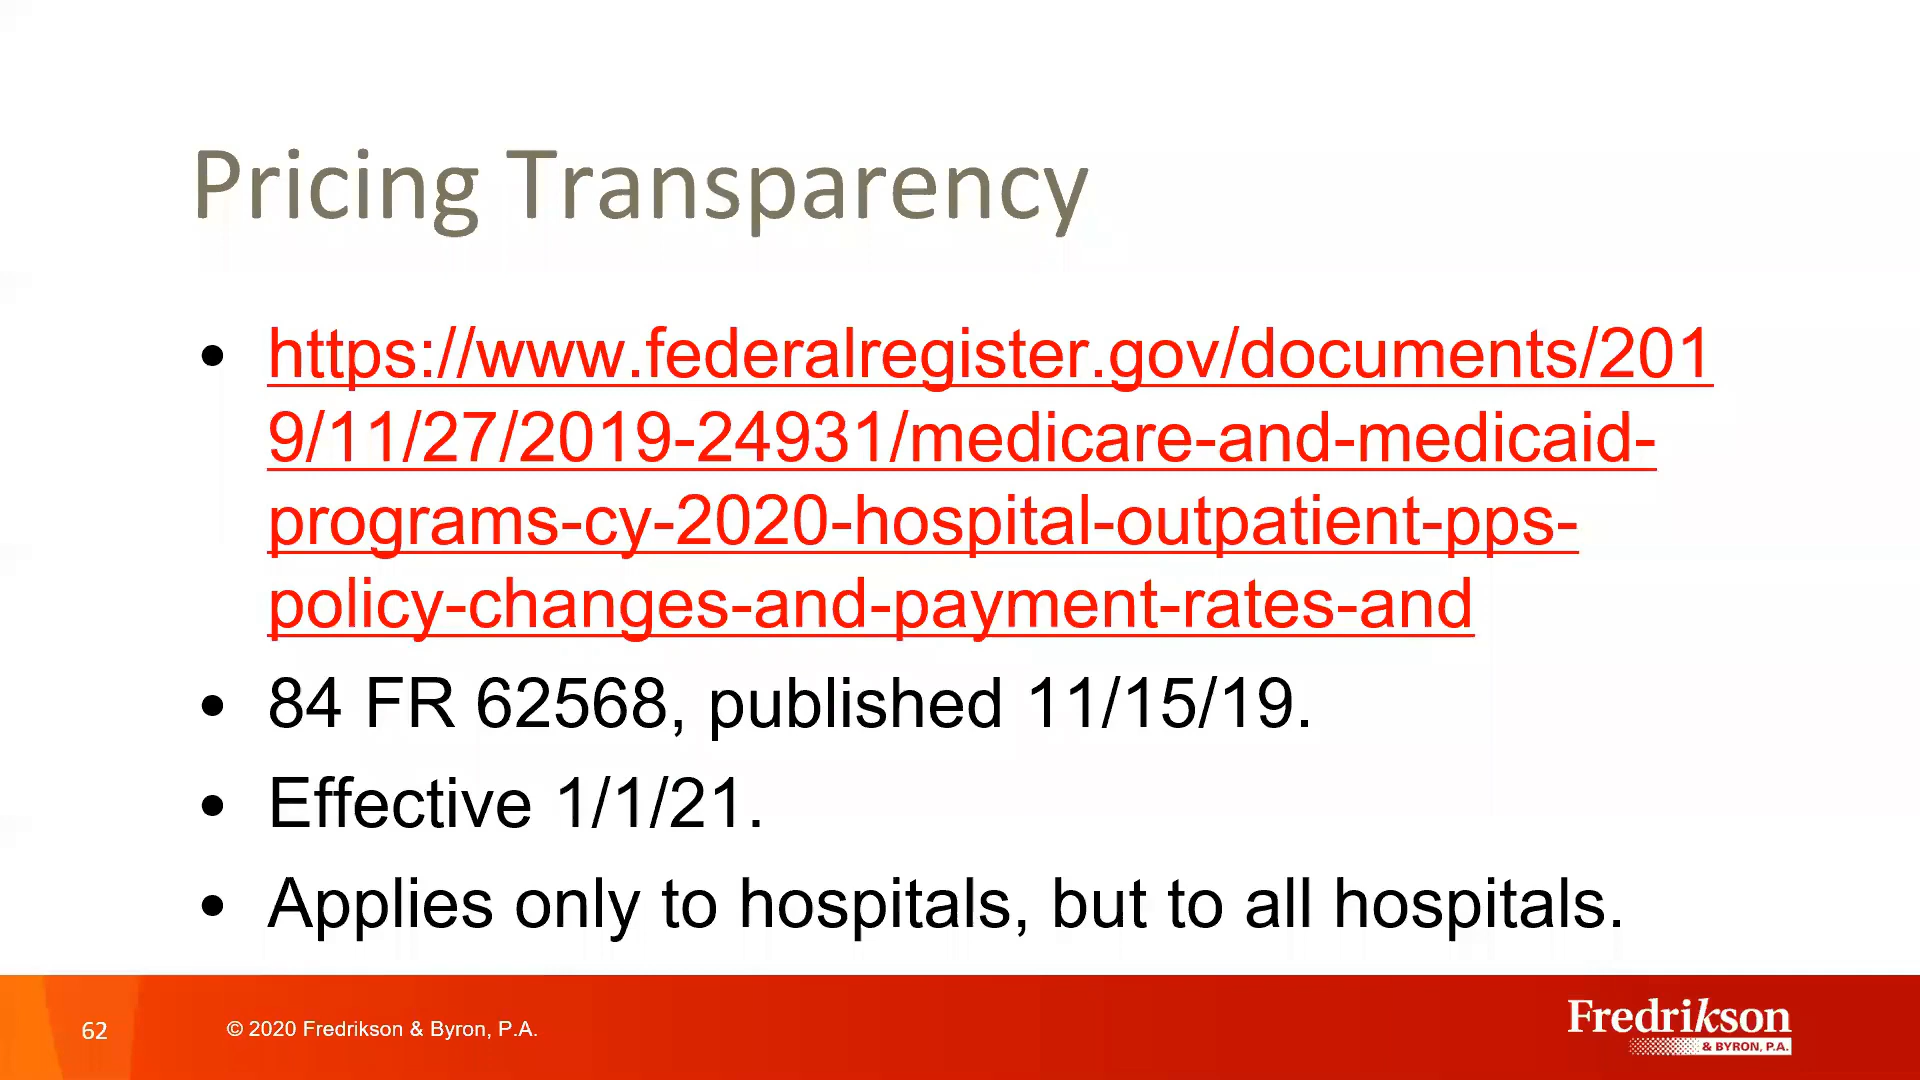 Pricing Transparency
• https://www.federalregister.gov/documents/201
9/11/27/2019-24931/medicare-and-medicaid-
programs-cy-2020-hospital-outpatient-pps-
policy-changes-and-payment-rates-and
• 84 FR 62568, published 11/15/19.
• Effective 1/1/21.
• Applies only to hospitals, but to all hospitals.
62
© 2020 Fredrikson & Byron, P.A.
Fredrikson
& BYRON, P.A.